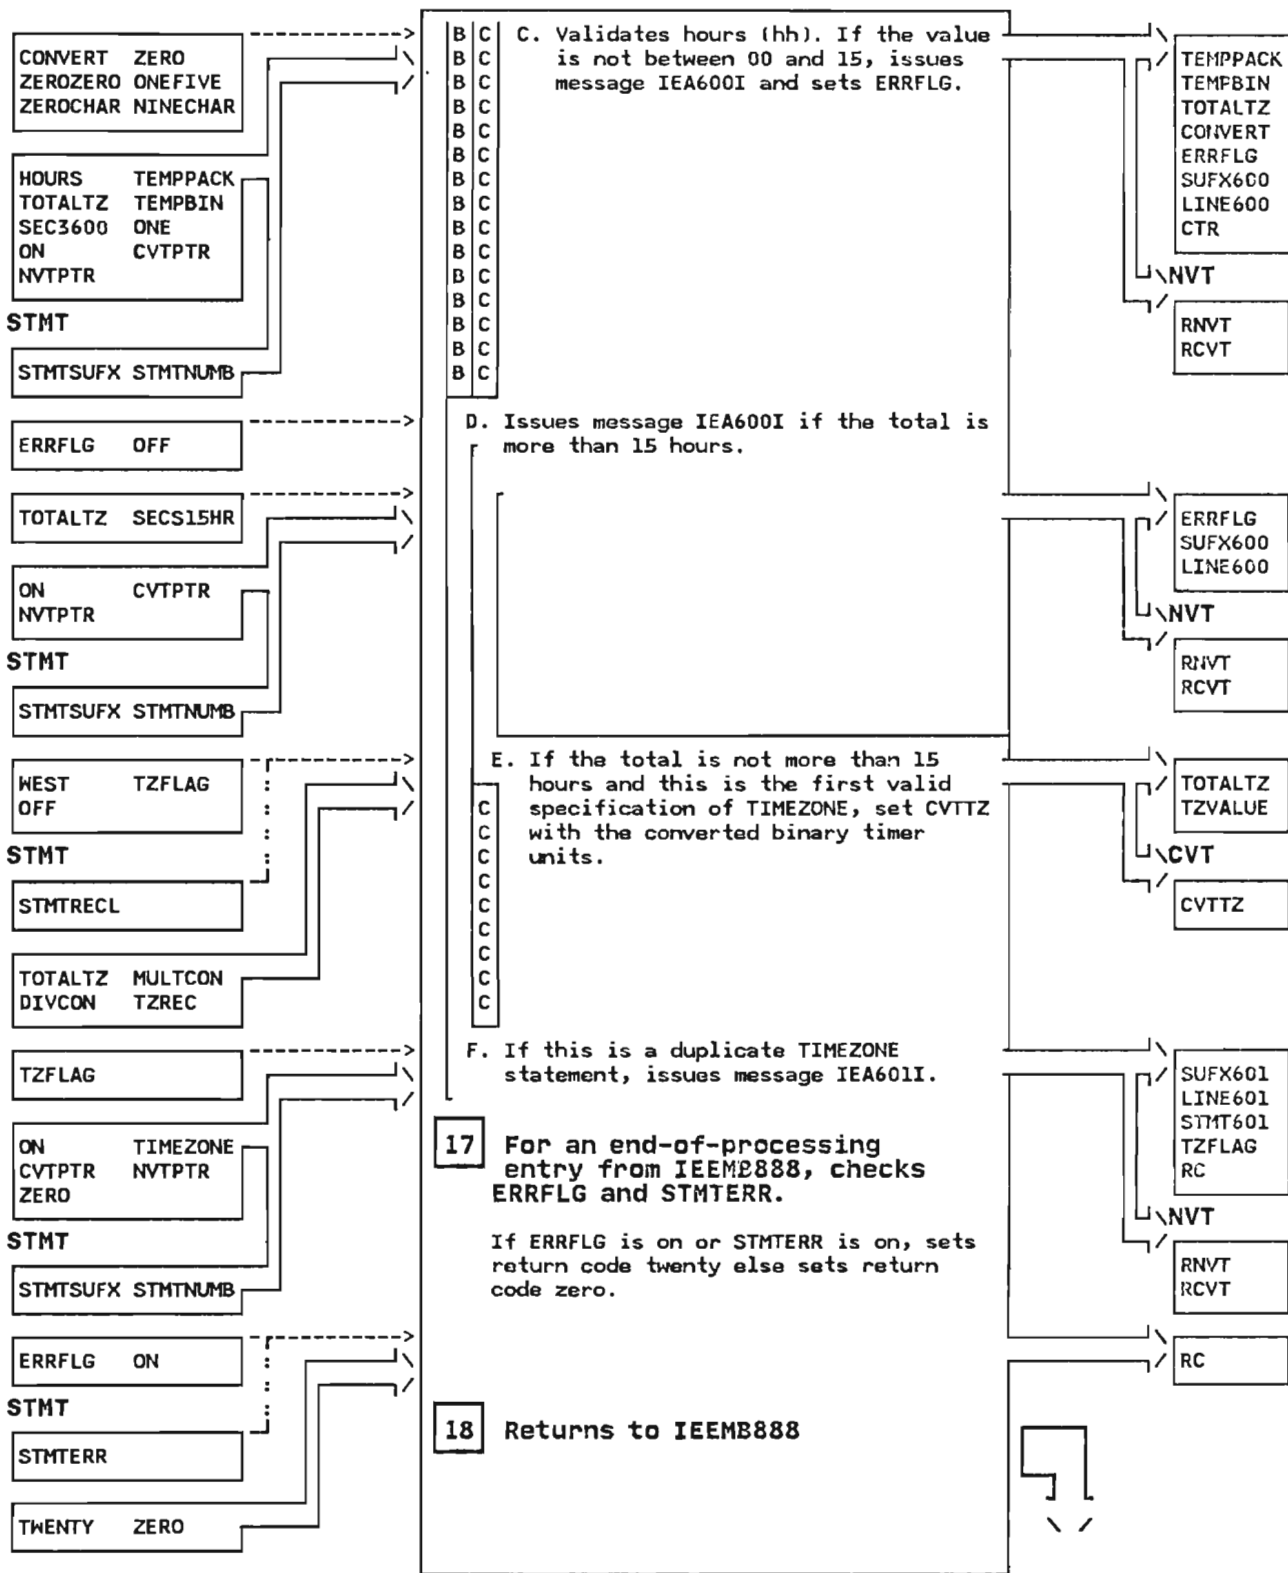 CONVERT ZERO
ZEROZERO ONEFIVE
ZEROCHAR NINECHAR
HOURS TEMPPACK
TOTALTZ TEMPBIN
SEC3600 ONE
ON CVTPTR
NVTPTR
STMT
STMTSUFX STMTNUMB
ERRFLG OFF
TOTALTZ SECS15HR
ON CVTPTR
NVTPTR
STMT
STMTSUFX STMTNUMB
WEST TZFLAG
OFF
STMT
STMTRECL
TOTALTZ MULTCON
DIVCON TZREC
TZFLAG
ON TIMEZONE
CVTPTR NVTPTR
ZERO
STMT
STMTSUFX STMTNUMB
ERRFLG ON
STMT
STMTERR
TWENTY ZERO
B C C. Validates hours (hh). If the value
B C is not between 00 and 15, issues
B C message IEA600I and sets ERRFLG.
B C
B C
B C
B C
B C
B C
B C
B C
B C
B C
B C
B C
D. Issues message IEA600I if the total is
more than 15 hours.
E. If the total is not more than 15
hours and this is the first valid
C specification of TIMEZONE, set CVTTZ
C with the converted binary timer
C units.
C
C
C
C
C
C
F. If this is a duplicate TIMEZONE
statement, issues message IEA601I.
17 For an end-of-processing
entry from IEEMB888, checks
ERRFLG and STMTERR.
If ERRFLG is on or STMTERR is on, sets
return code twenty else sets return
code zero.
18 Returns to IEEMB888
TEMPPACK
TEMPBIN
TOTALTZ
CONVERT
ERRFLG
SUFX600
LINE600
CTR
NVT
RNVT
RCVT
ERRFLG
SUFX600
LINE600
NVT
RNVT
RCVT
TOTALTZ
TZVALUE
CVT
CVTTZ
SUFX601
LINE601
STMT601
TZFLAG
RC
NVT
RNVT
RCVT
RC